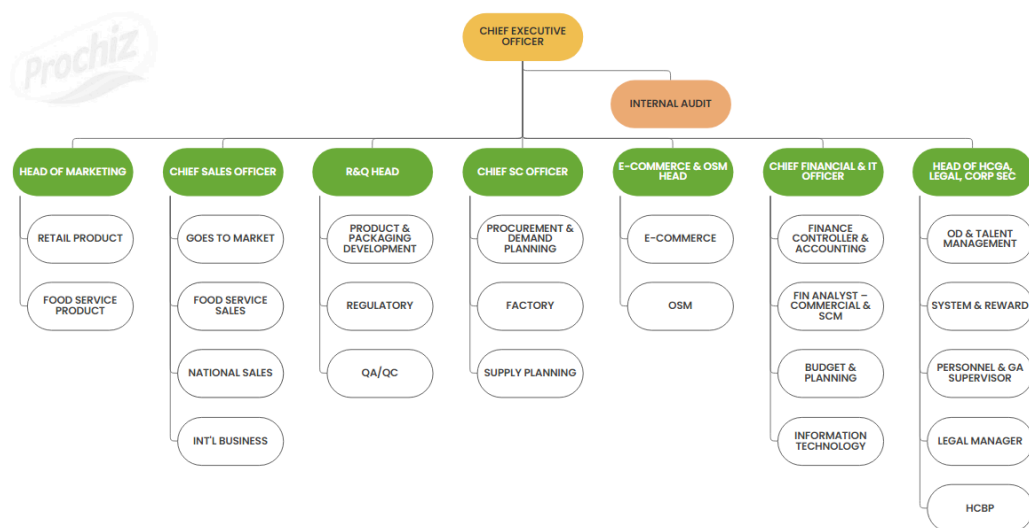 Prochiz
CHIEF EXECUTIVE
OFFICER
INTERNAL AUDIT
HEAD OF MARKETING
RETAIL PRODUCT
FOOD SERVICE
PRODUCT
CHIEF SALES OFFICER
GOES TO MARKET
FOOD SERVICE
SALES
NATIONAL SALES
INT'L BUSINESS
R&Q HEAD
PRODUCT &
PACKAGING
DEVELOPMENT
REGULATORY
QA/QC
CHIEF SC OFFICER
PROCUREMENT &
DEMAND
PLANNING
FACTORY
SUPPLY PLANNING
E-COMMERCE & OSM
HEAD
E-COMMERCE
OSM
CHIEF FINANCIAL & IT
OFFICER
FINANCE
CONTROLLER &
ACCOUNTING
FIN ANALYST –
COMMERCIAL &
SCM
BUDGET &
PLANNING
INFORMATION
TECHNOLOGY
HEAD OF HCGA,
LEGAL, CORP SEC
OD & TALENT
MANAGEMENT
SYSTEM & REWARD
PERSONNEL & GA
SUPERVISOR
LEGAL MANAGER
HCBP